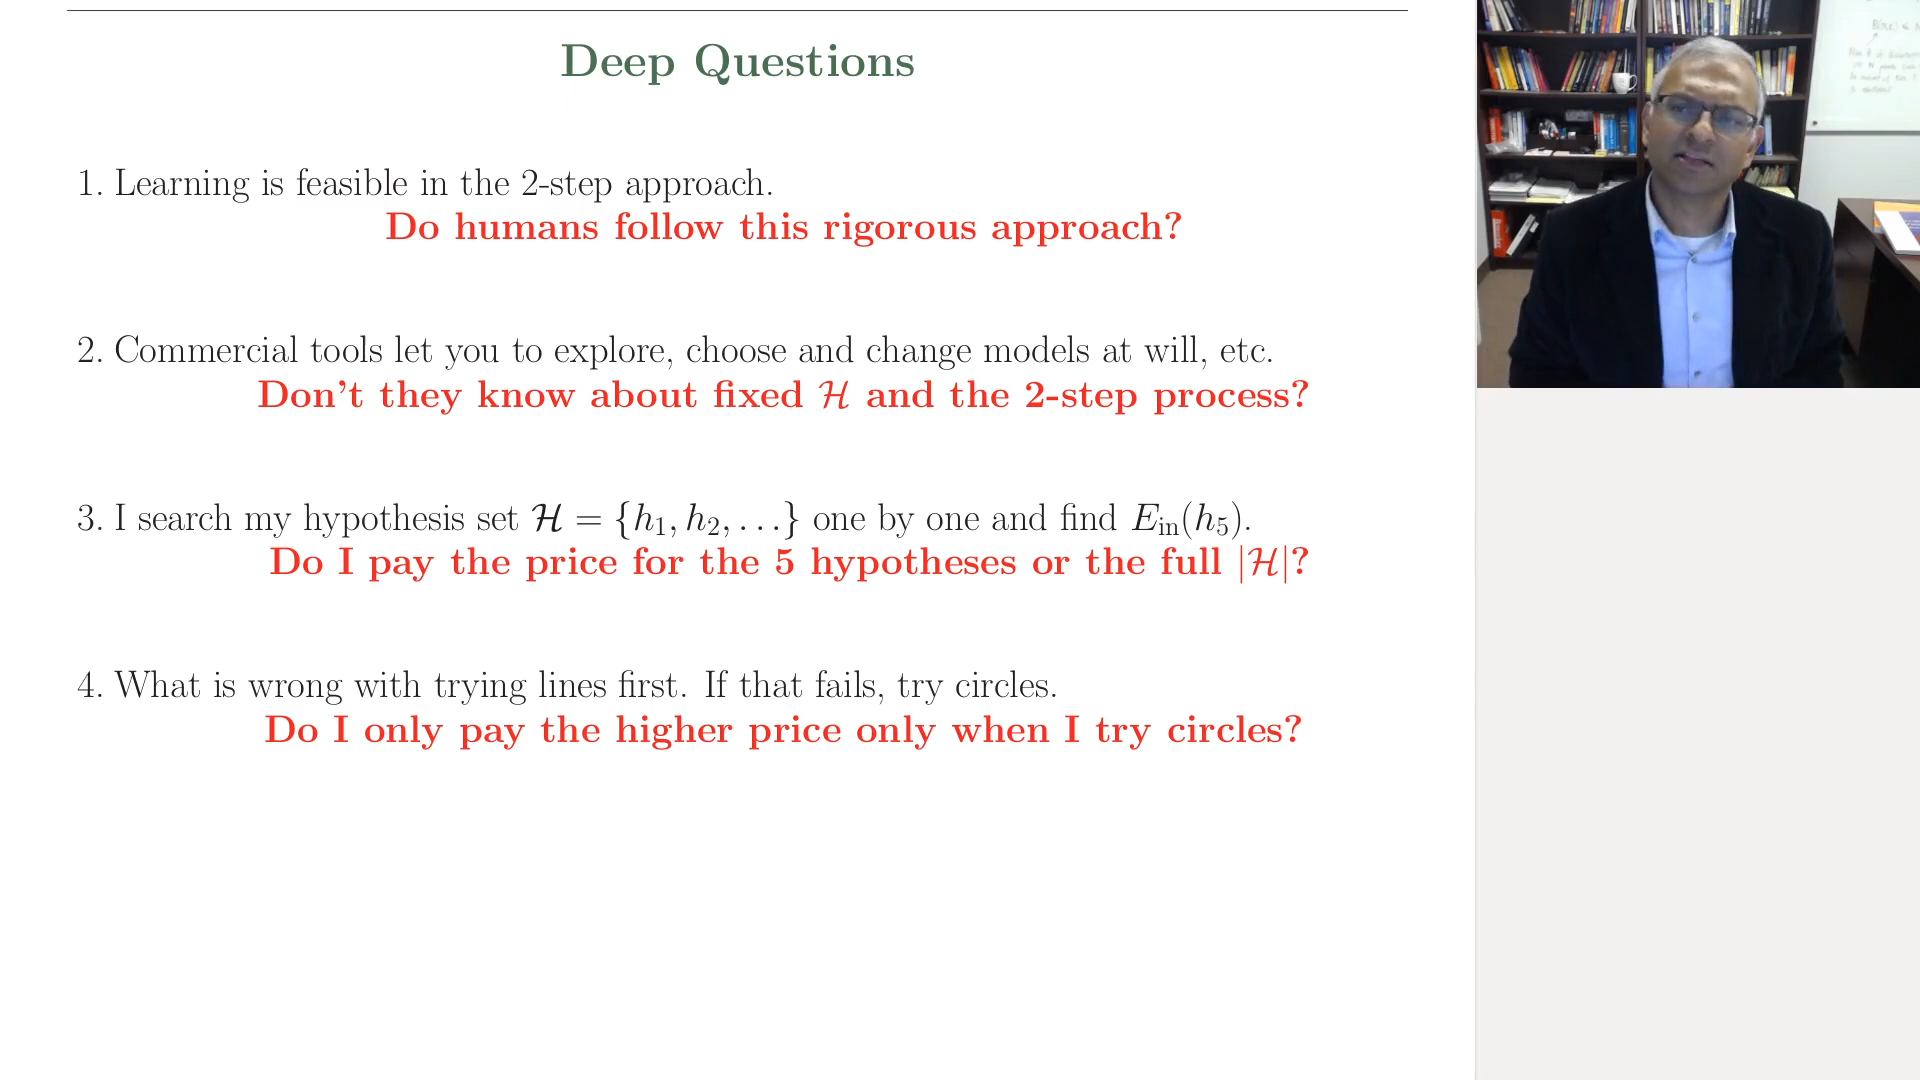 Deep Questions
1. Learning is feasible in the 2-step approach.
Do humans follow this rigorous approach?
2. Commercial tools let you to explore, choose and change models at will, etc.
Don't they know about fixed ℋ and the 2-step process?
3. I search my hypothesis set ℋ = {h₁, h₂, . . .} one by one and find E_in(h₅).
Do I pay the price for the 5 hypotheses or the full |ℋ|?
4. What is wrong with trying lines first. If that fails, try circles.
Do I only pay the higher price only when I try circles?